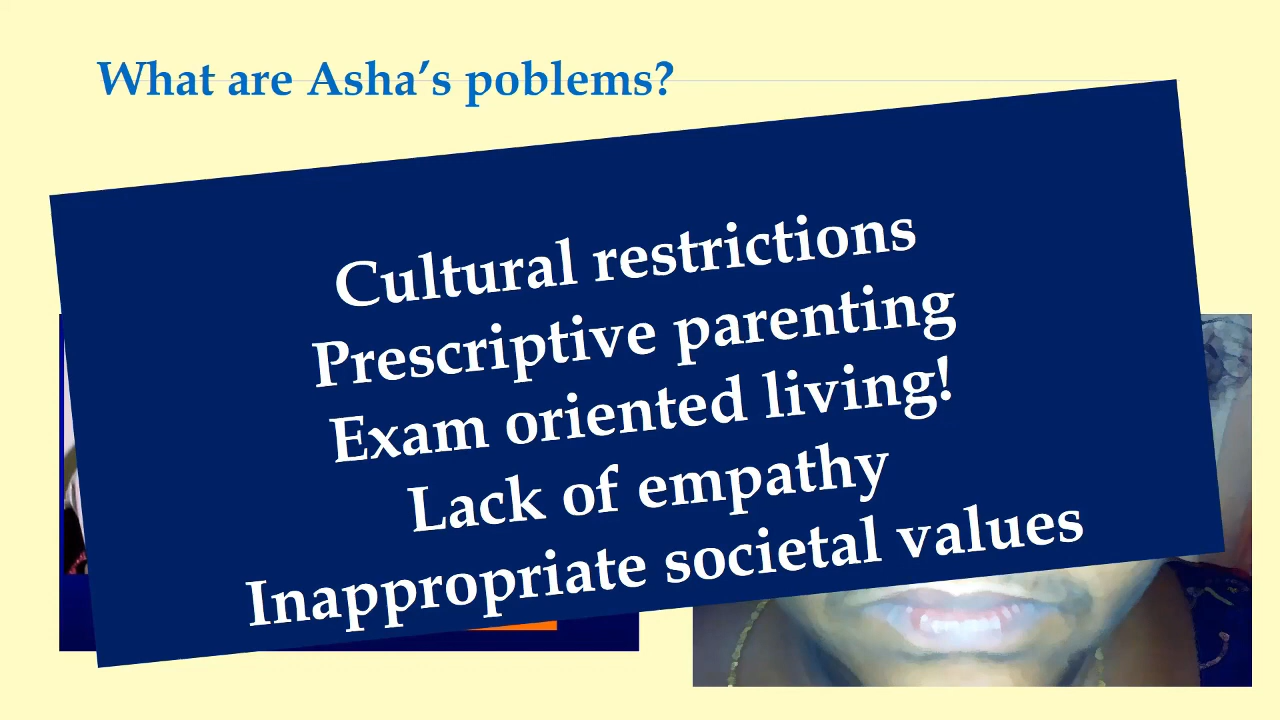 What are Asha’s poblems?
Cultural restrictions
Prescriptive parenting
Exam oriented living!
Lack of empathy
Inappropriate societal values